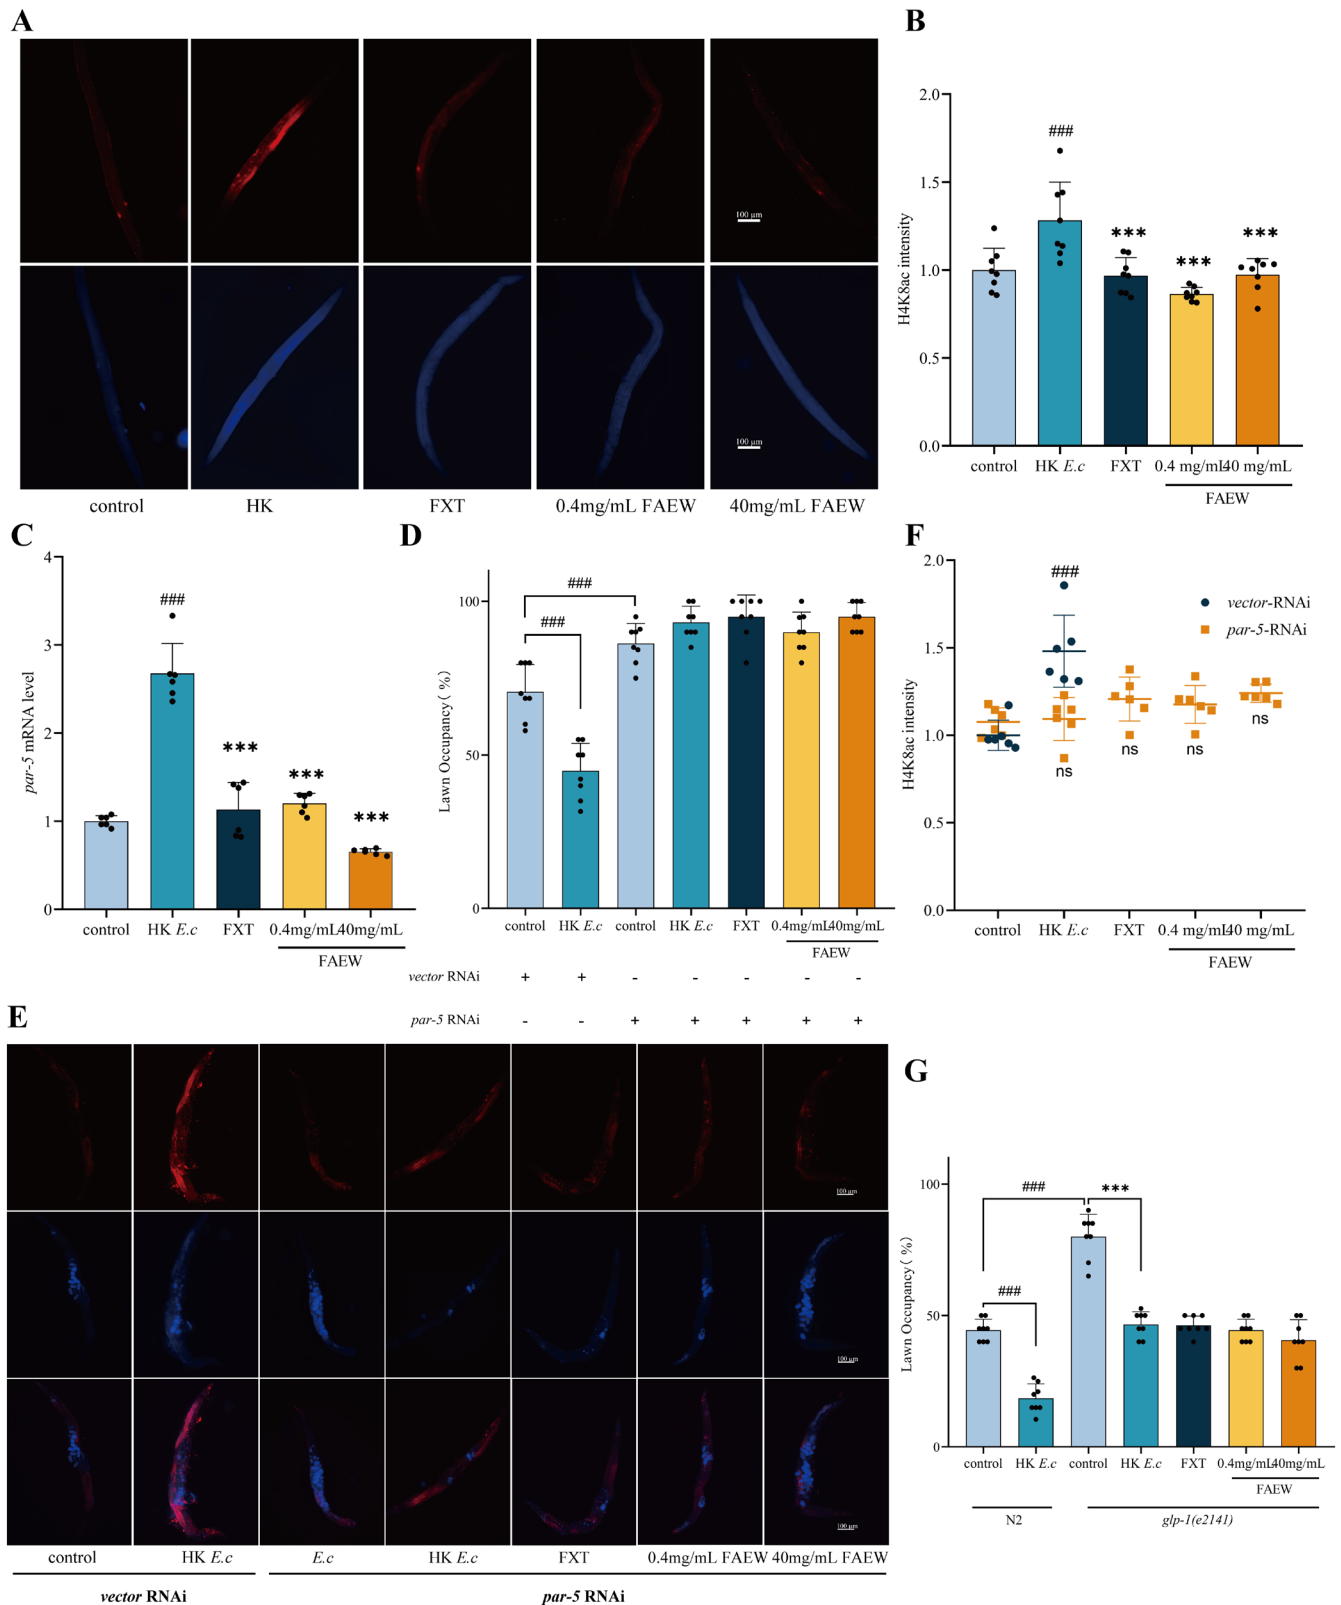 A
100 μm
100 μm
control HK FXT 0.4mg/mL FAEW 40mg/mL FAEW
B
H4K8ac intensity
2.0
1.5
1.0
0.5
0.0
###
*** *** ***
control HK E.c FXT 0.4 mg/mL 40 mg/mL
FAEW
C
par-5 mRNA level
4
3
2
1
0
###
*** *** ***
control HK E.c FXT 0.4mg/mL 40mg/mL
FAEW
D
Lawn Occupancy( %)
100
50
0
###
###
control HK E.c control HK E.c FXT 0.4mg/mL 40mg/mL
FAEW
vector RNAi + + - - - - -
par-5 RNAi - - + + + + +
F
H4K8ac intensity
2.0
1.5
1.0
0.5
0.0
###
vector-RNAi
par-5-RNAi
ns ns ns ns
control HK E.c FXT 0.4 mg/mL 40 mg/mL
FAEW
E
100 μm
100 μm
100 μm
control HK E.c E.c HK E.c FXT 0.4mg/mL FAEW 40mg/mL FAEW
vector RNAi par-5 RNAi
G
Lawn Occupancy( %)
100
50
0
### ***
###
control HK E.c control HK E.c FXT 0.4mg/mL 40mg/mL
FAEW
N2 glp-1(e2141)